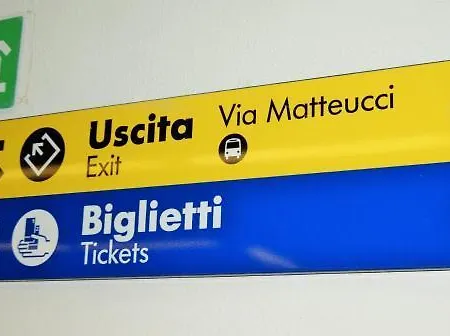 Uscita Via Matteucci
Exit
Biglietti
Tickets